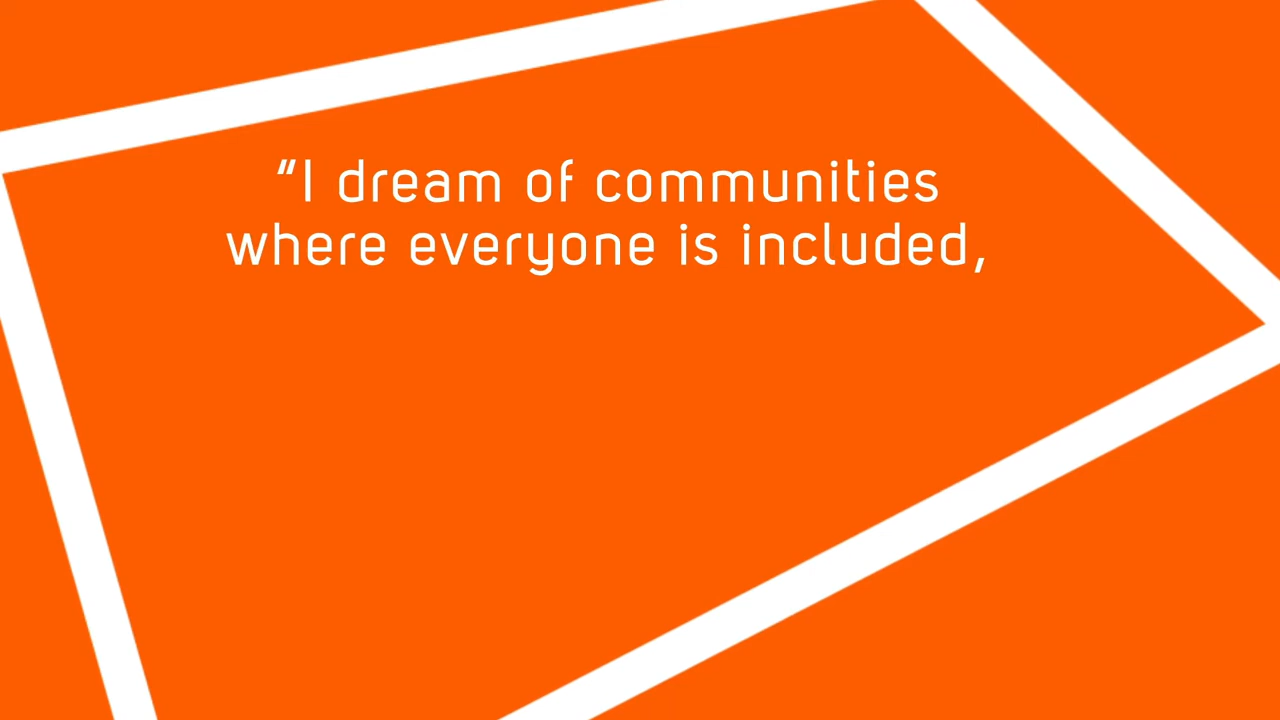 “I dream of communities
where everyone is included,